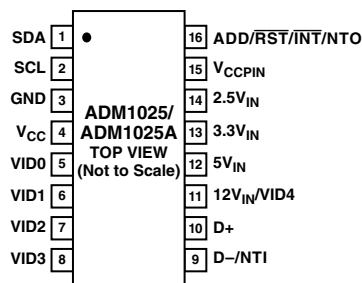 SDA 1
SCL 2
GND 3
VCC 4
VID0 5
VID1 6
VID2 7
VID3 8
ADM1025/
ADM1025A
TOP VIEW
(Not to Scale)
16 ADD/RST/INT/NTO
15 VCCPIN
14 2.5VIN
13 3.3VIN
12 5VIN
11 12VIN/VID4
10 D+
9 D–/NTI